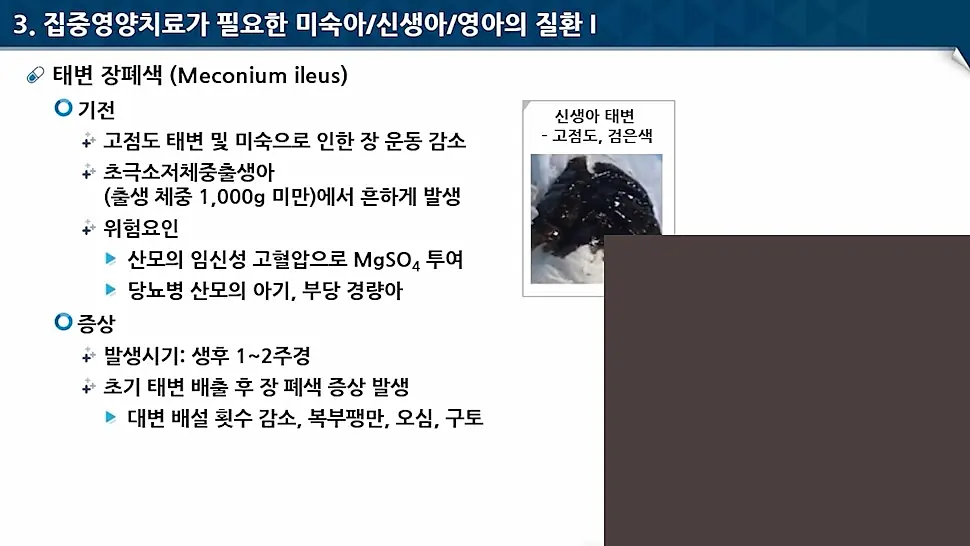 3. 집중영양치료가 필요한 미숙아/신생아/영아의 질환 I
태변 장폐색 (Meconium ileus)
기전
고점도 태변 및 미숙으로 인한 장 운동 감소
초극소저체중출생아
(출생 체중 1,000g 미만)에서 흔하게 발생
위험요인
산모의 임신성 고혈압으로 MgSO₄ 투여
당뇨병 산모의 아기, 부당 경량아
증상
발생시기: 생후 1~2주경
초기 태변 배출 후 장 폐색 증상 발생
대변 배설 횟수 감소, 복부팽만, 오심, 구토
신생아 태변
- 고점도, 검은색